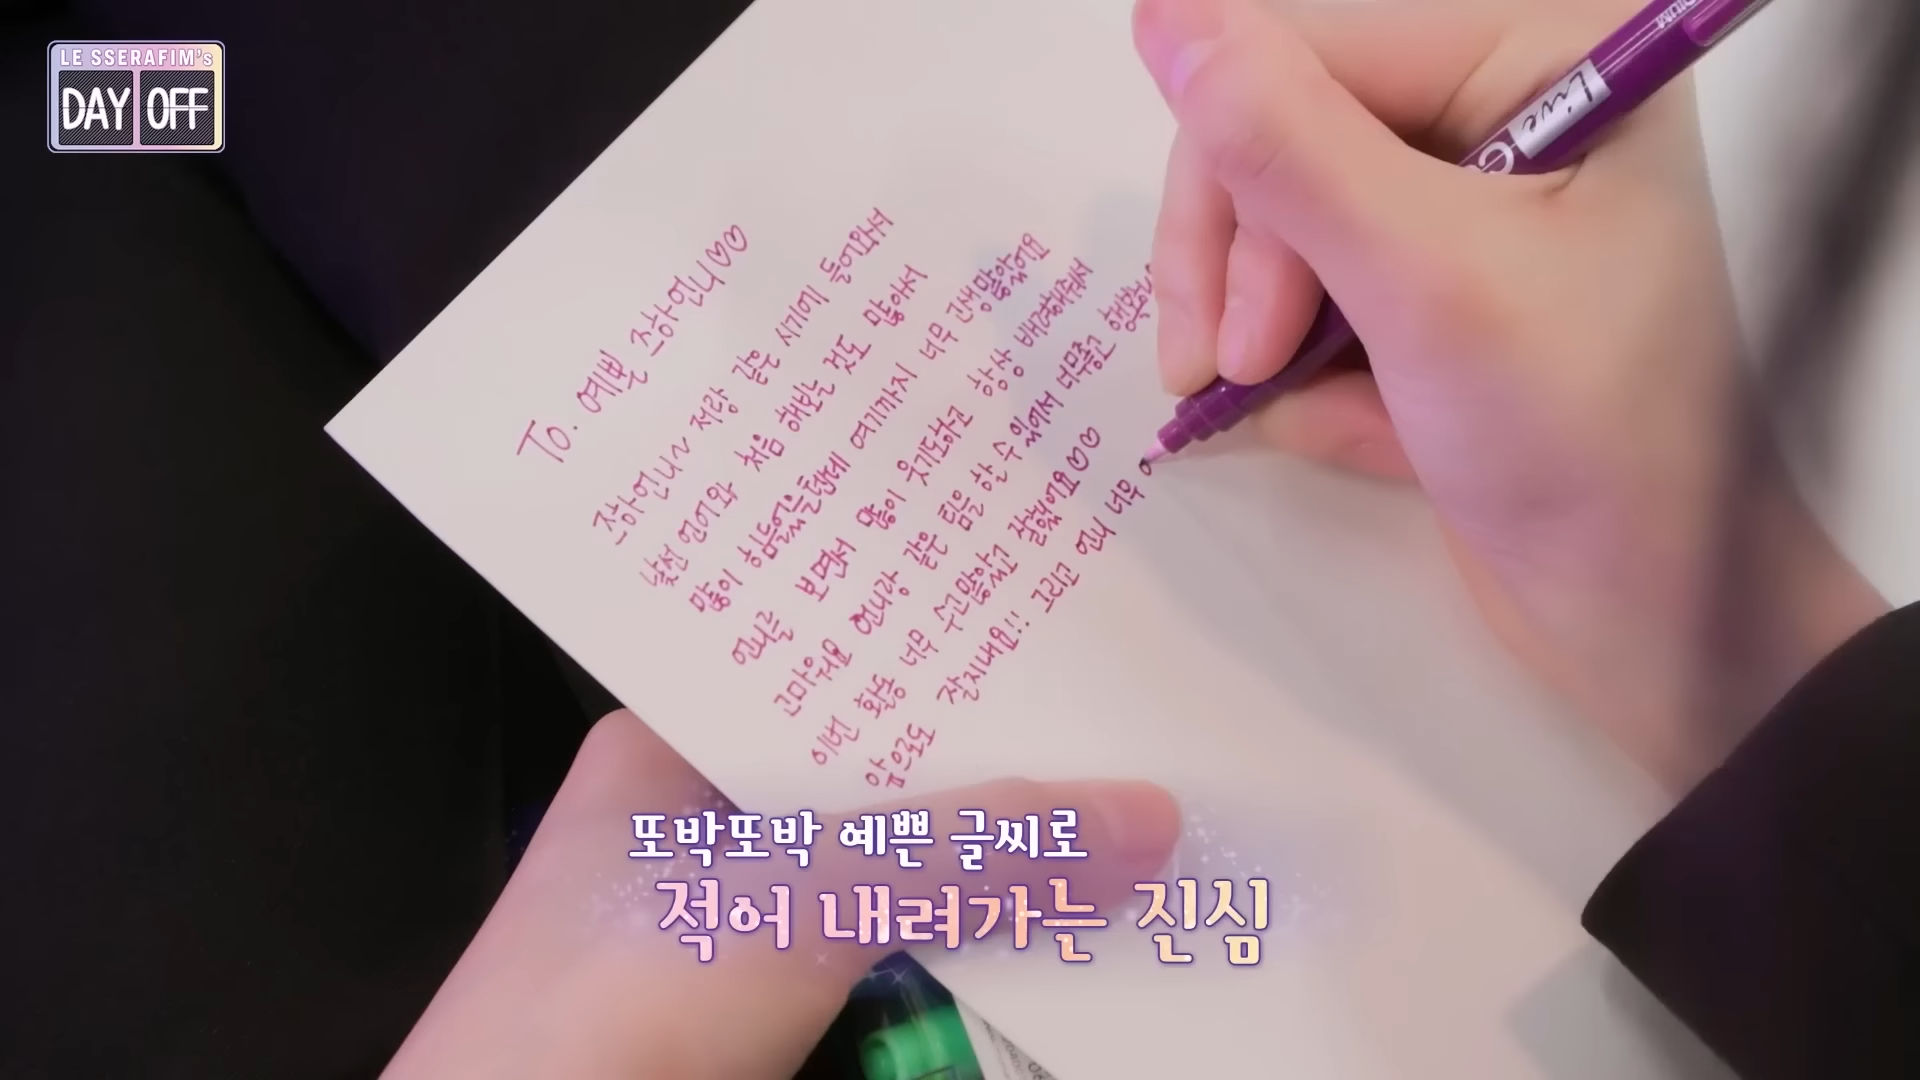 LE SSERAFIM's
DAY OFF
To. 예쁜 즈하언니♡♡
즈하언니~ 저랑 같은 시기에 들어와서
낯선 언어와 처음 해보는 것도 많아서
많이 힘들었을텐데 여기까지 너무 고생많았어요
언니를 보면서 많이 웃기도하고 항상 배려해줘서
고마워요 언니랑 같은 팀을 할 수 있어서 너무좋고 행복
이번 활동 너무 수고많았고 잘했어요♡♡
앞으로도 잘지내요!! 그리고 언니 너무
Live
또박또박 예쁜 글씨로
적어 내려가는 진심